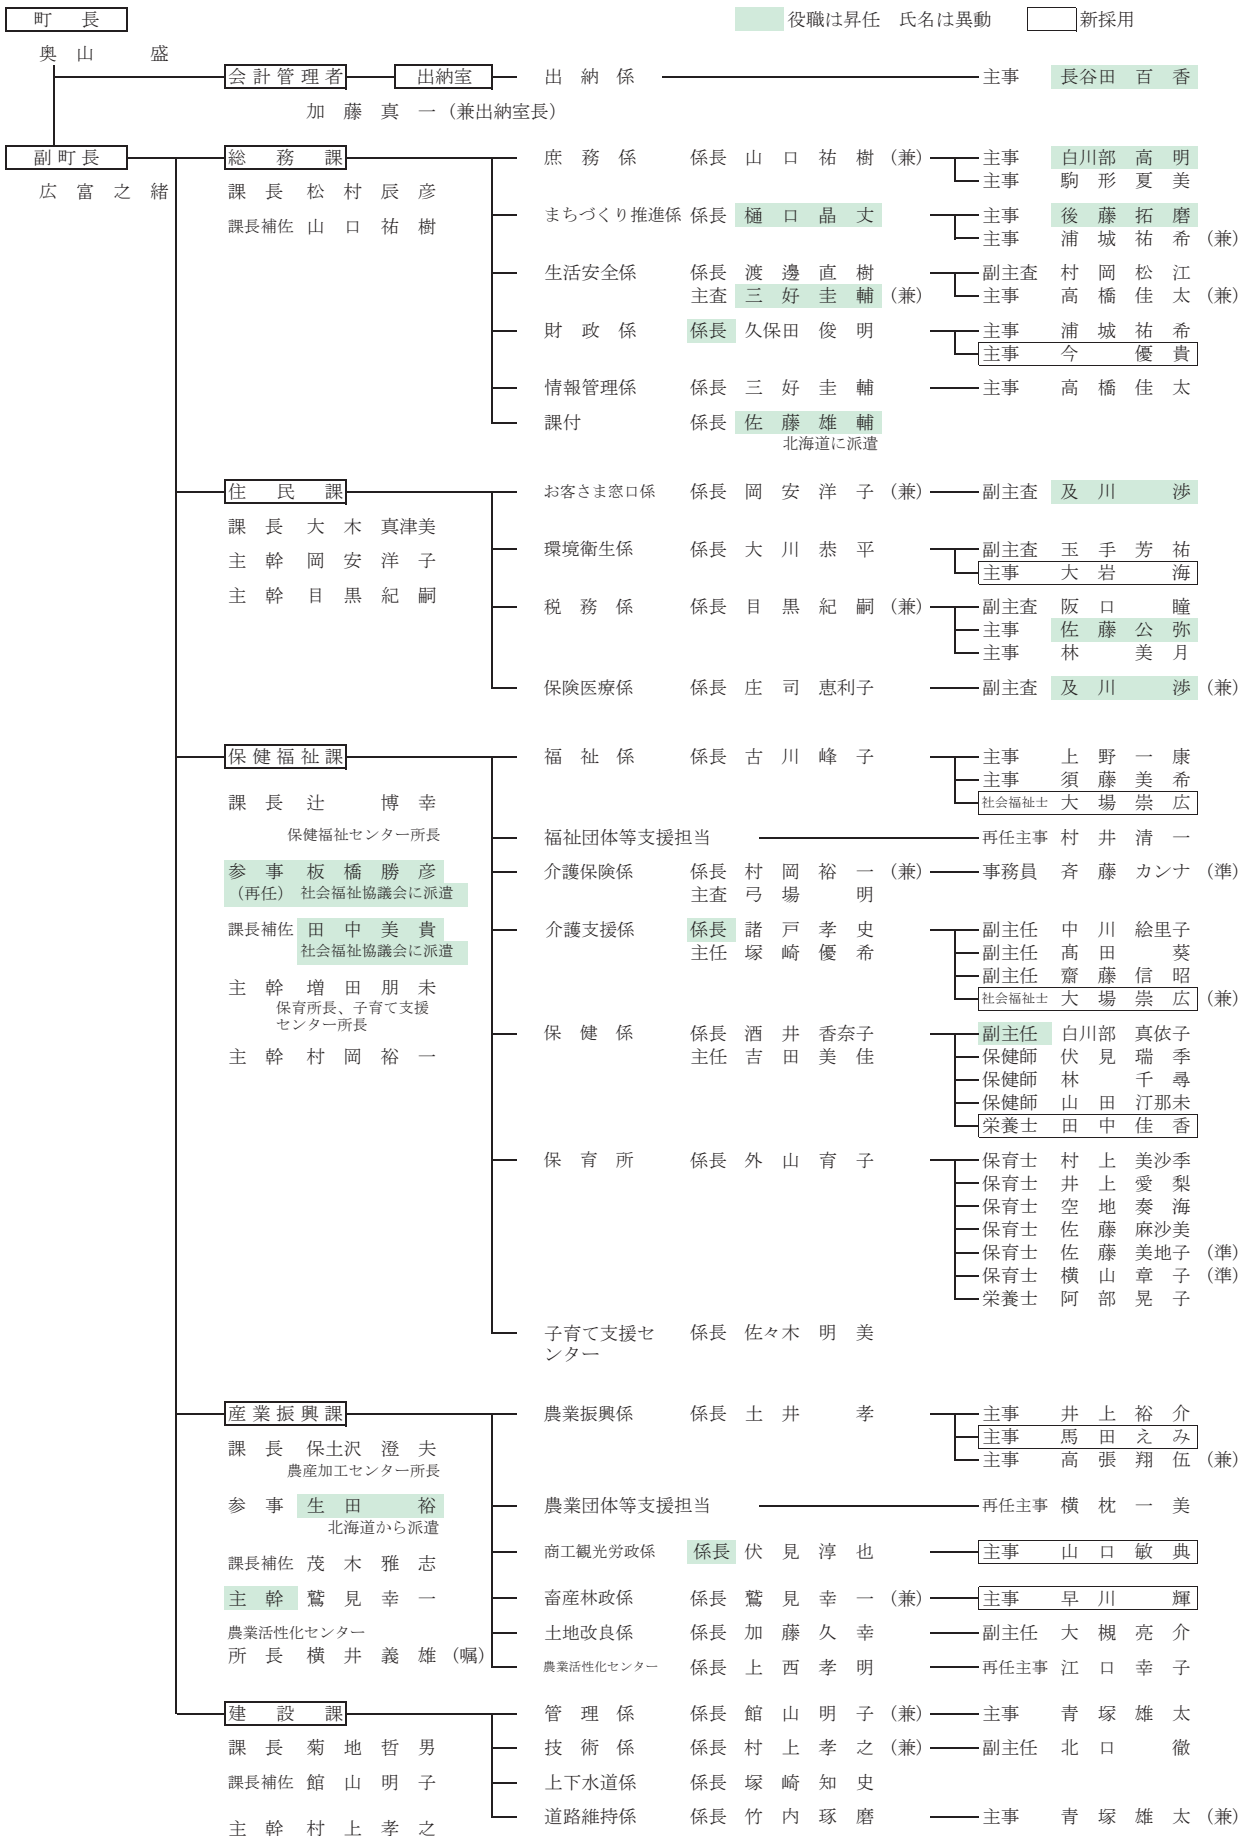 町長
役職は昇任 氏名は異動 新採用
奥山 盛
会計管理者 出納室 出納係 主事 長谷田百香
加藤真一(兼出納室長)
副町長 総務課 庶務係 係長 山口祐樹(兼) 主事 白川部高明
主事 駒形夏美
広富之緒 課長 松村辰彦
まちづくり推進係 係長 樋口晶丈 主事 後藤拓磨
課長補佐 山口祐樹
主事 浦城祐希(兼)
生活安全係 係長 渡邊直樹 副主査 村岡松江
主査 三好圭輔(兼) 主事 高橋佳太(兼)
財政係 係長 久保田俊明 主事 浦城祐希
主事 今 優貴
情報管理係 係長 三好圭輔 主事 高橋佳太
課付 係長 佐藤雄輔
北海道に派遣
住民課 お客さま窓口係 係長 岡安洋子(兼) 副主査 及川 渉
課長 大木真津美
環境衛生係 係長 大川恭平 副主査 玉手芳祐
主幹 岡安洋子
主事 大岩 海
主幹 目黒紀嗣
税務係 係長 目黒紀嗣(兼) 副主査 阪口 瞳
主事 佐藤公弥
主事 林 美月
保険医療係 係長 庄司恵利子 副主査 及川 渉(兼)
保健福祉課 福祉係 係長 古川峰子 主事 上野一康
主事 須藤美希
課長 辻 博幸 社会福祉士 大場崇広
保健福祉センター所長
福祉団体等支援担当 再任主事 村井清一
参事 板橋勝彦 介護保険係 係長 村岡裕一(兼) 事務員 斉藤カンナ(準)
(再任) 社会福祉協議会に派遣 主査 弓場 明
課長補佐 田中美貴 介護支援係 係長 諸戸孝史 副主任 中川絵里子
社会福祉協議会に派遣 主任 塚崎優希 副主任 髙田 葵
副主任 齋藤信昭
主幹 増田朋未
社会福祉士 大場崇広(兼)
保育所長、子育て支援
センター所長
保健係 係長 酒井香奈子 副主任 白川部真依子
主幹 村岡裕一 主任 吉田美佳 保健師 伏見瑞季
保健師 林 千尋
保健師 山田汀那未
栄養士 田中佳香
保育所 係長 外山育子 保育士 村上美沙季
保育士 井上愛梨
保育士 空地奏海
保育士 佐藤麻沙美
保育士 佐藤美地子(準)
保育士 横山章子(準)
栄養士 阿部晃子
子育て支援セ 係長 佐々木明美
ンター
産業振興課 農業振興係 係長 土井 孝 主事 井上裕介
主事 馬田えみ
課長 保土沢澄夫
主事 高張翔伍(兼)
農産加工センター所長
参事 生田 裕 農業団体等支援担当 再任主事 横枕一美
北海道から派遣
商工観光労政係 係長 伏見淳也 主事 山口敏典
課長補佐 茂木雅志
主幹 鷲見幸一 畜産林政係 係長 鷲見幸一(兼) 主事 早川 輝
農業活性化センター 土地改良係 係長 加藤久幸 副主任 大槻亮介
所長 横井義雄(嘱)
農業活性化センター 係長 上西孝明 再任主事 江口幸子
建設課 管理係 係長 館山明子(兼) 主事 青塚雄太
課長 菊地哲男 技術係 係長 村上孝之(兼) 副主任 北口 徹
課長補佐 館山明子 上下水道係 係長 塚崎知史
道路維持係 係長 竹内琢磨 主事 青塚雄太(兼)
主幹 村上孝之